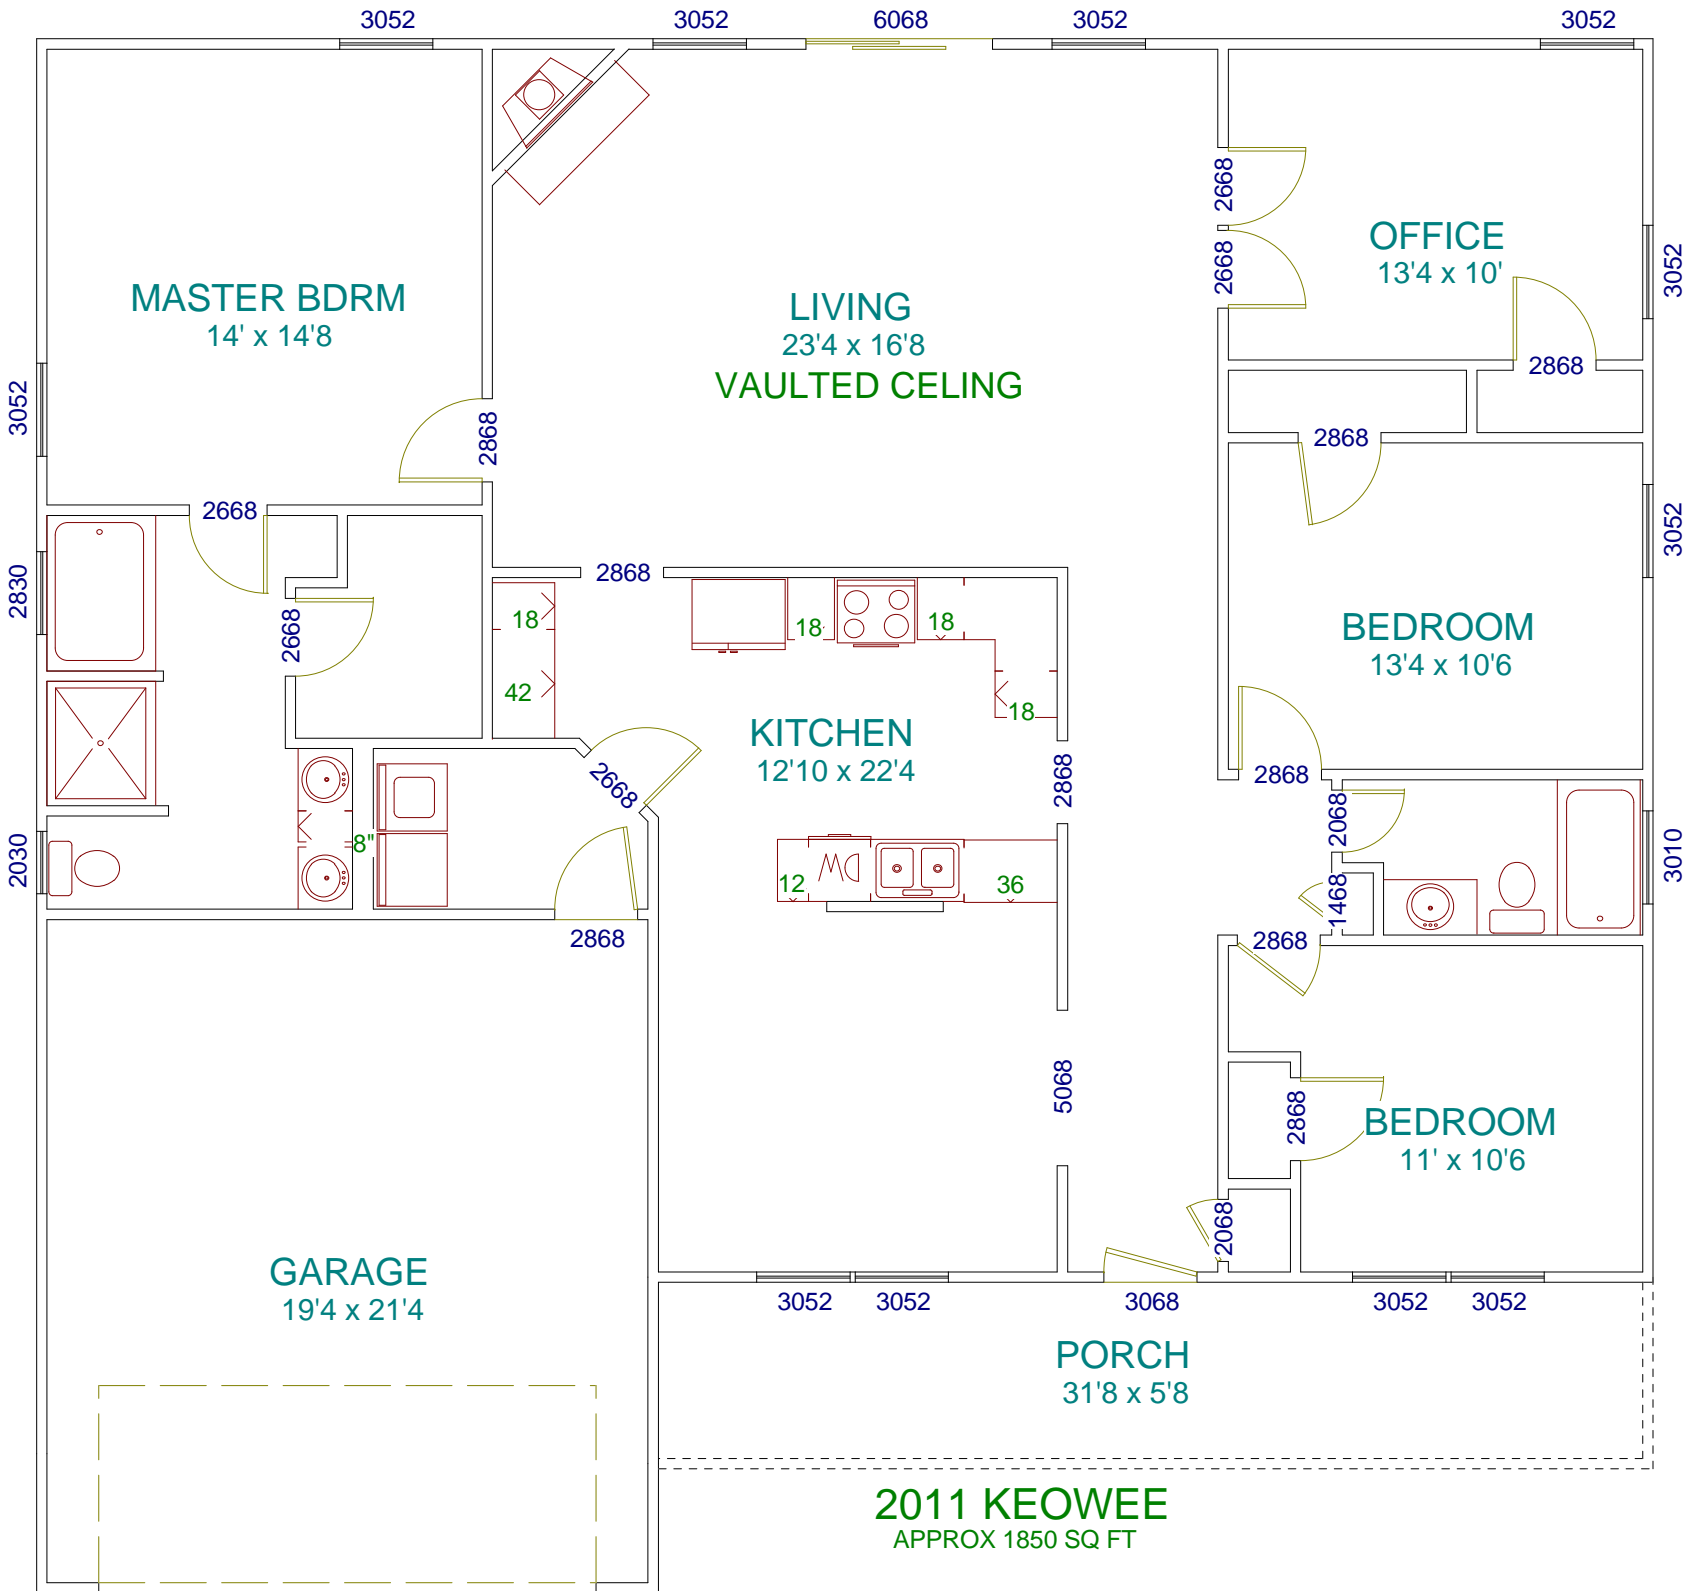 3052
3052
6068
3052
3052
2668
2668
OFFICE
13'4 x 10'
3052
MASTER BDRM
14' x 14'8
LIVING
23'4 x 16'8
VAULTED CELING
2868
3052
2868
2868
2668
3052
2868
2830
2668
18
18
18
BEDROOM
13'4 x 10'6
42
18
KITCHEN
12'10 x 22'4
2668
2868
2868
2068
8"
2030
DW
12
36
3010
1468
2868
2868
5068
2868
BEDROOM
11' x 10'6
2068
GARAGE
19'4 x 21'4
3052
3052
3068
3052
3052
PORCH
31'8 x 5'8
2011 KEOWEE
APPROX 1850 SQ FT